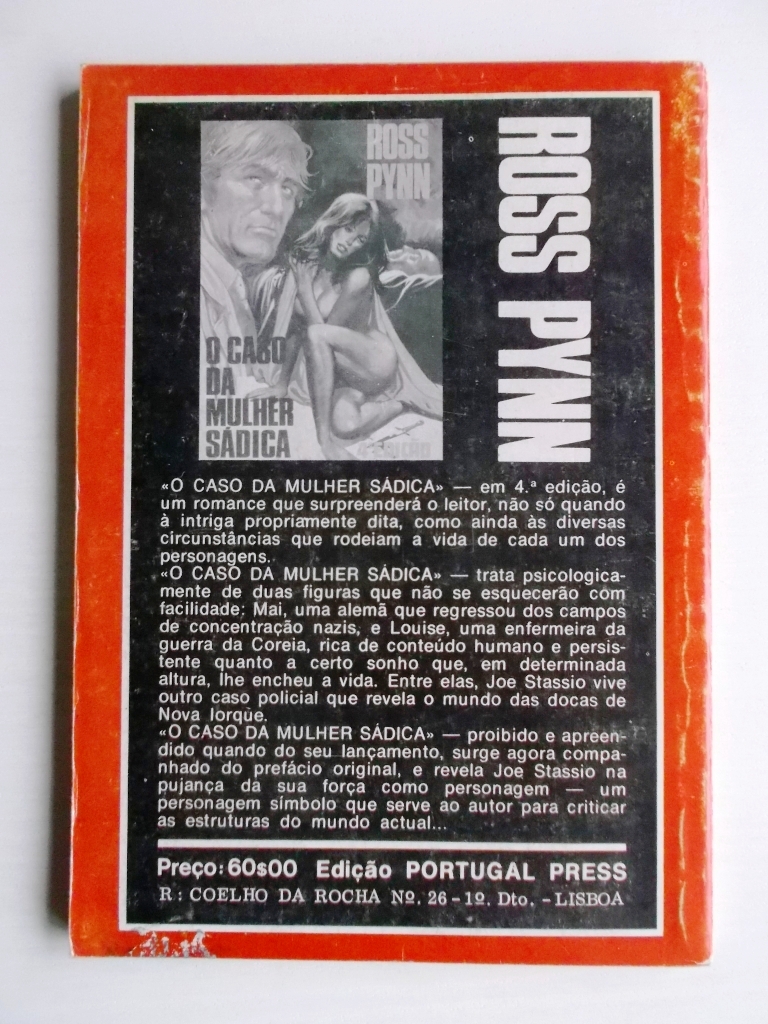 ROSS
PYNN
O CASO
DA
MULHER
SÁDICA
4.ª EDIÇÃO
ROSS PYNN
«O CASO DA MULHER SÁDICA» — em 4.ª edição, é
um romance que surpreenderá o leitor, não só quando
à intriga propriamente dita, como ainda às diversas
circunstâncias que rodeiam a vida de cada um dos
personagens.
«O CASO DA MULHER SÁDICA» — trata psicologica-
mente de duas figuras que não se esquecerão com
facilidade: Mai, uma alemã que regressou dos campos
de concentração nazis, e Louise, uma enfermeira da
guerra da Coreia, rica de conteúdo humano e persis-
tente quanto a certo sonho que, em determinada
altura, lhe encheu a vida. Entre elas, Joe Stassio vive
outro caso policial que revela o mundo das docas de
Nova Iorque.
«O CASO DA MULHER SÁDICA» — proibido e apreen-
dido quando do seu lançamento, surge agora compa-
nhado do prefácio original, e revela Joe Stassio na
pujança da sua força como personagem — um
personagem símbolo que serve ao autor para criticar
as estruturas do mundo actual...
Preço: 60$00 Edição PORTUGAL PRESS
R: COELHO DA ROCHA Nº. 26 - 1º. Dto. - LISBOA